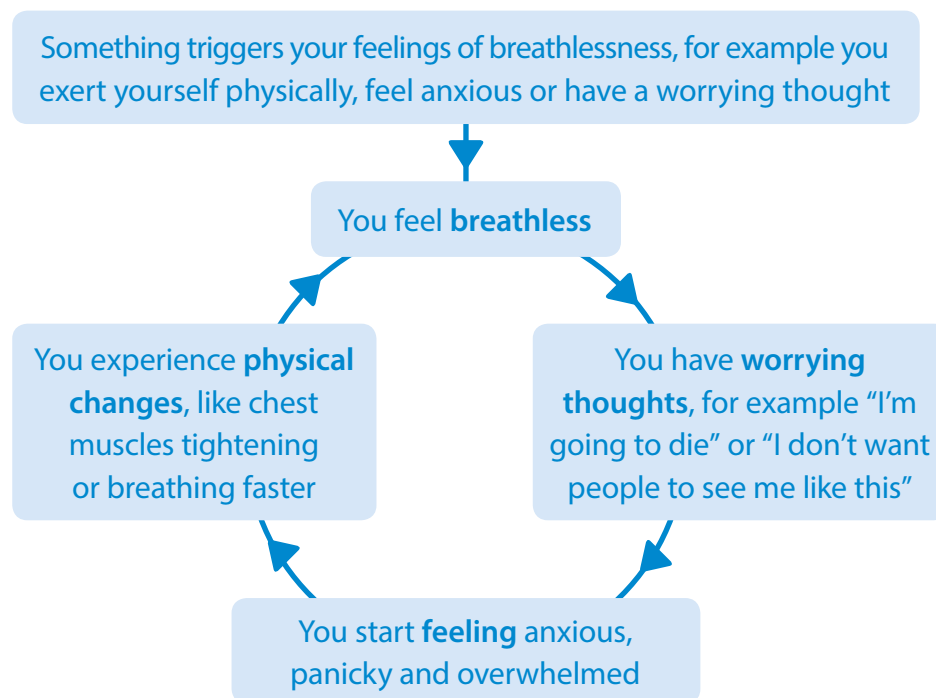 Something triggers your feelings of breathlessness, for example you
exert yourself physically, feel anxious or have a worrying thought
You feel breathless
You have worrying
thoughts, for example “I’m
going to die” or “I don’t want
people to see me like this”
You start feeling anxious,
panicky and overwhelmed
You experience physical
changes, like chest
muscles tightening
or breathing faster